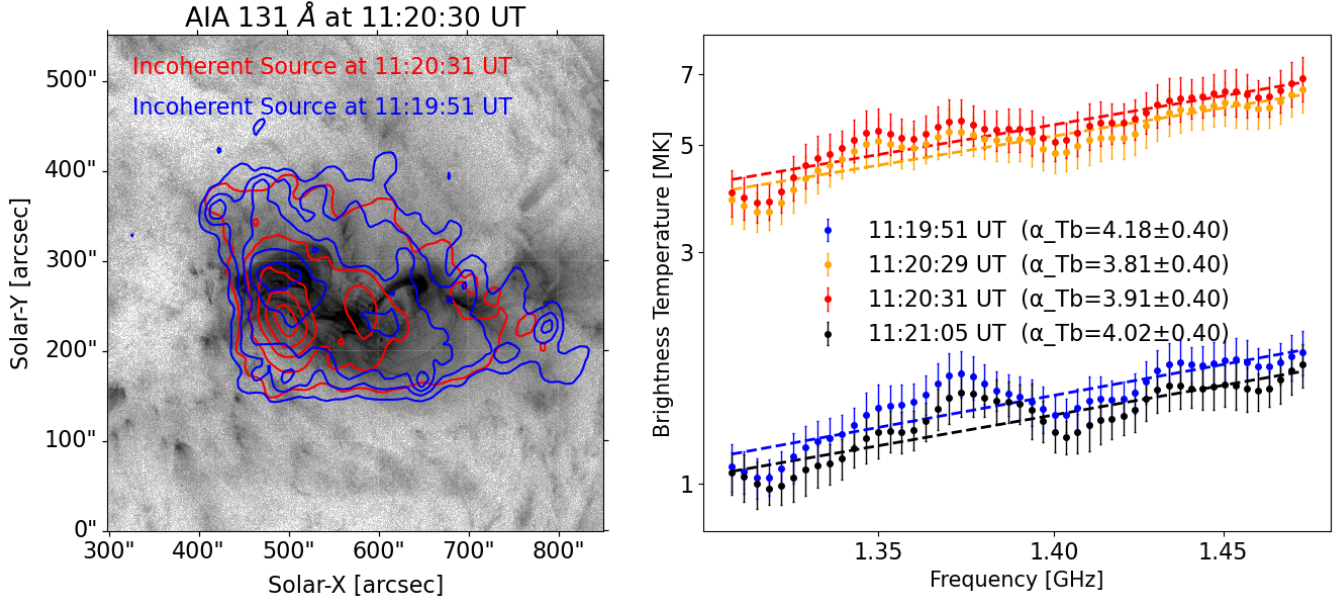 AIA 131 Å at 11:20:30 UT
Incoherent Source at 11:20:31 UT
Incoherent Source at 11:19:51 UT
500"
400"
300"
200"
100"
0"
Solar-Y [arcsec]
300" 400" 500" 600" 700" 800"
Solar-X [arcsec]
Brightness Temperature [MK]
7
5
3
1
11:19:51 UT (α_Tb=4.18±0.40)
11:20:29 UT (α_Tb=3.81±0.40)
11:20:31 UT (α_Tb=3.91±0.40)
11:21:05 UT (α_Tb=4.02±0.40)
1.35 1.40 1.45
Frequency [GHz]